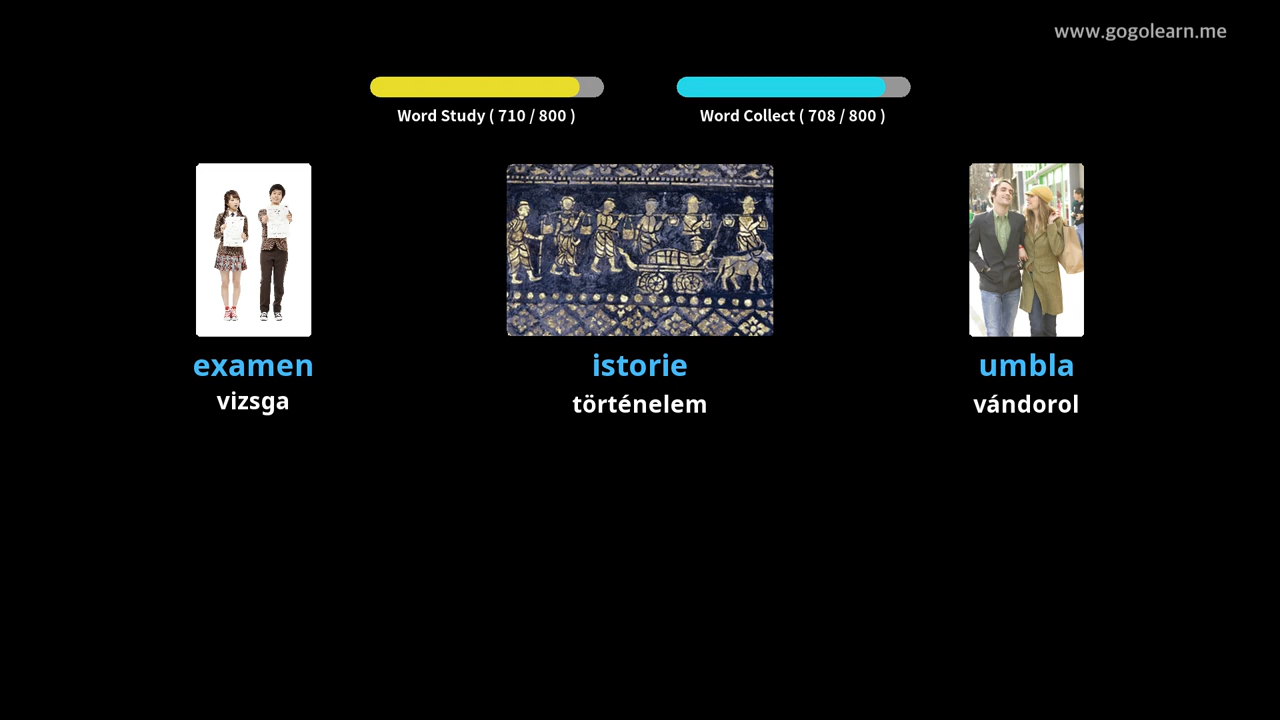 www.gogolearn.me
Word Study ( 710 / 800 )
Word Collect ( 708 / 800 )
examen
vizsga
istorie
történelem
umbla
vándorol